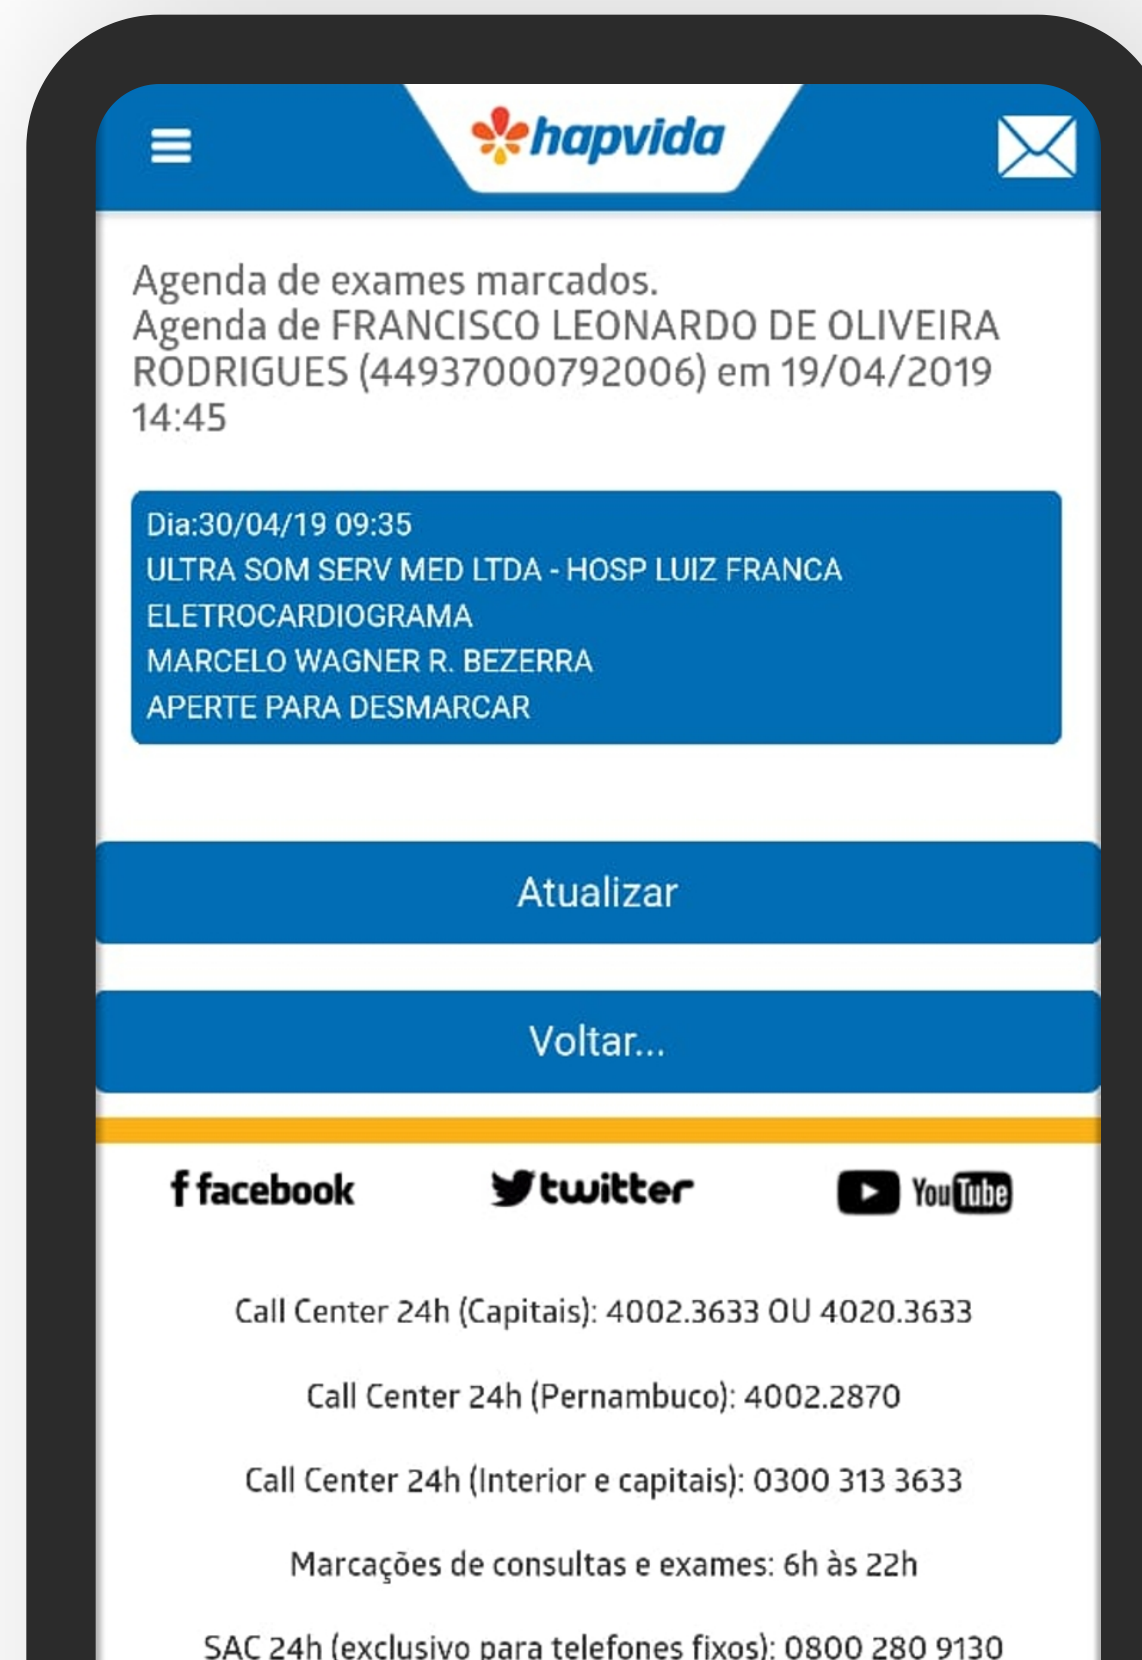 hapvida
Agenda de exames marcados.
Agenda de FRANCISCO LEONARDO DE OLIVEIRA
RODRIGUES (44937000792006) em 19/04/2019
14:45
Dia:30/04/19 09:35
ULTRA SOM SERV MED LTDA - HOSP LUIZ FRANCA
ELETROCARDIOGRAMA
MARCELO WAGNER R. BEZERRA
APERTE PARA DESMARCAR
Atualizar
Voltar...
f facebook
twitter
YouTube
Call Center 24h (Capitais): 4002.3633 OU 4020.3633
Call Center 24h (Pernambuco): 4002.2870
Call Center 24h (Interior e capitais): 0300 313 3633
Marcações de consultas e exames: 6h às 22h
SAC 24h (exclusivo para telefones fixos): 0800 280 9130